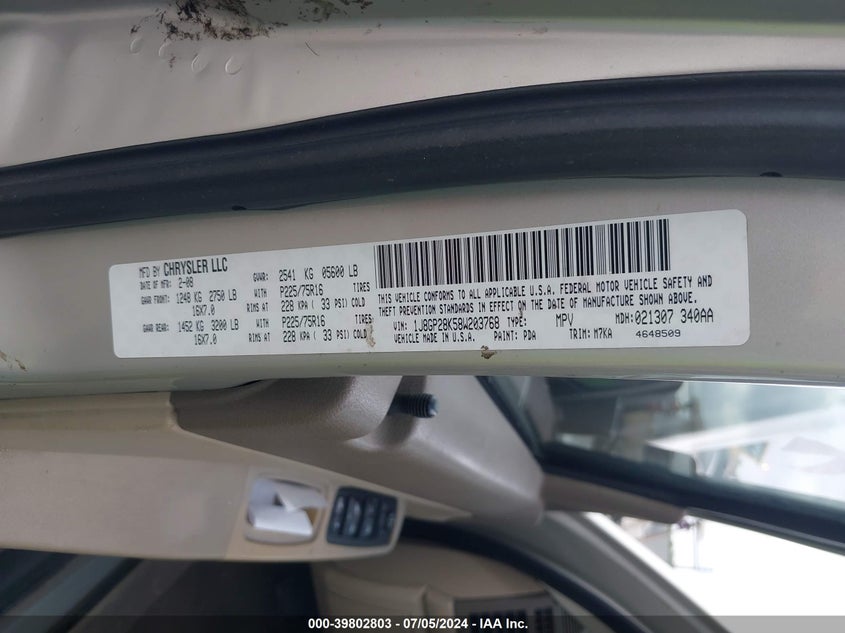 MFD BY CHRYSLER LLC
DATE OF MFR: 2-08 GVWR: 2541 KG 05600 LB
GAWR FRONT: 1248 KG 2750 LB WITH P225/75R16 TIRES
16X7.0 RIMS AT 228 KPA ( 33 PSI) COLD
GAWR REAR: 1452 KG 3200 LB WITH P225/75R16 TIRES
16X7.0 RIMS AT 228 KPA ( 33 PSI) COLD
THIS VEHICLE CONFORMS TO ALL APPLICABLE U.S.A. FEDERAL MOTOR VEHICLE SAFETY AND
THEFT PREVENTION STANDARDS IN EFFECT ON THE DATE OF MANUFACTURE SHOWN ABOVE.
VIN: 1J8GP28K58W203768 TYPE: MPV MDH: 021307 340AA
VEHICLE MADE IN U.S.A. PAINT: PDA TRIM: M7KA 4648509
000-39802803 - 07/05/2024 - IAA Inc.